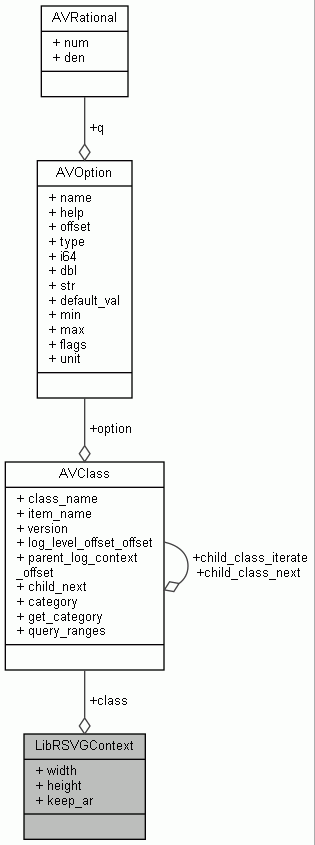 AVRational
+ num
+ den
+q
AVOption
+ name
+ help
+ offset
+ type
+ i64
+ dbl
+ str
+ default_val
+ min
+ max
+ flags
+ unit
+option
AVClass
+ class_name
+ item_name
+ version
+ log_level_offset_offset
+ parent_log_context
_offset
+ child_next
+ category
+ get_category
+ query_ranges
+child_class_iterate
+child_class_next
+class
LibRSVGContext
+ width
+ height
+ keep_ar